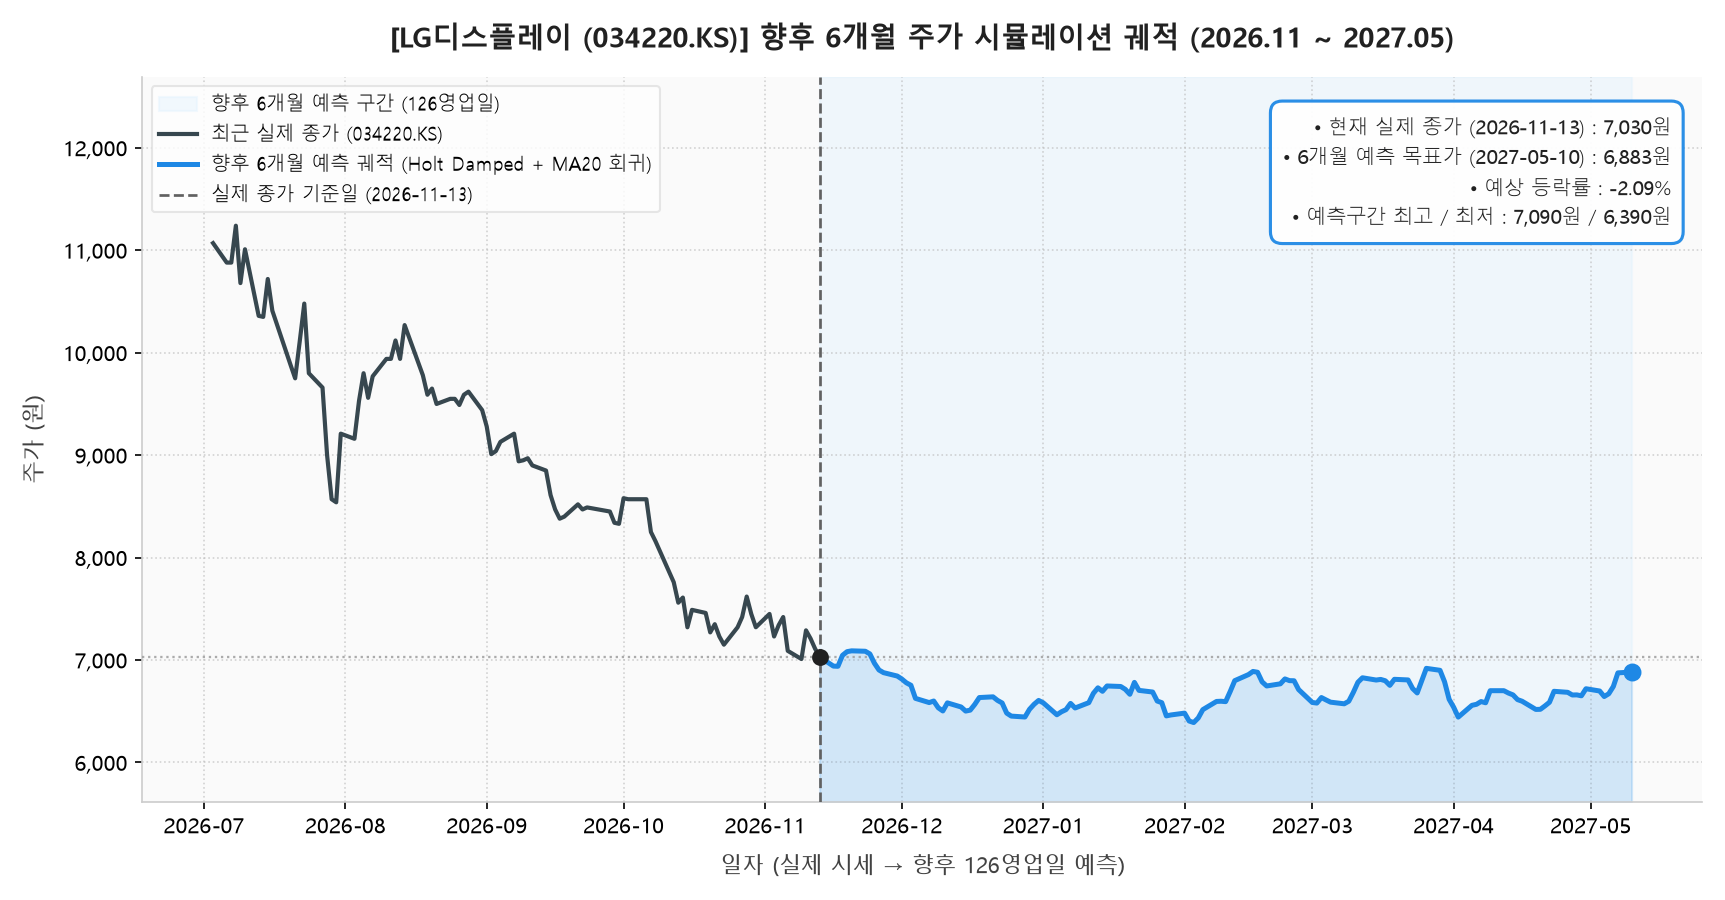 [LG디스플레이 (034220.KS)] 향후 6개월 주가 시뮬레이션 궤적 (2026.11 ~ 2027.05)
향후 6개월 예측 구간 (126영업일)
최근 실제 종가 (034220.KS)
향후 6개월 예측 궤적 (Holt Damped + MA20 회귀)
실제 종가 기준일 (2026-11-13)
• 현재 실제 종가 (2026-11-13) : 7,030원
• 6개월 예측 목표가 (2027-05-10) : 6,883원
• 예상 등락률 : -2.09%
• 예측구간 최고 / 최저 : 7,090원 / 6,390원
주가 (원)
12,000
11,000
10,000
9,000
8,000
7,000
6,000
2026-07 2026-08 2026-09 2026-10 2026-11 2026-12 2027-01 2027-02 2027-03 2027-04 2027-05
일자 (실제 시세 → 향후 126영업일 예측)